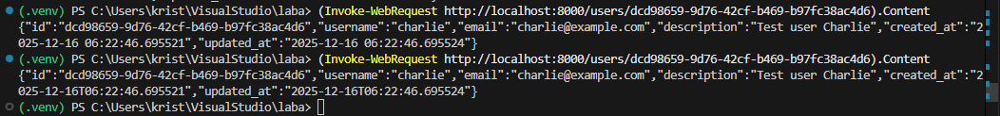 (.venv) PS C:\Users\krist\VisualStudio\laba> (Invoke-WebRequest http://localhost:8000/users/dcd98659-9d76-42cf-b469-b97fc38ac4d6).Content
{"id":"dcd98659-9d76-42cf-b469-b97fc38ac4d6","username":"charlie","email":"charlie@example.com","description":"Test user Charlie","created_at":"2
025-12-16 06:22:46.695521","updated_at":"2025-12-16 06:22:46.695524"}
(.venv) PS C:\Users\krist\VisualStudio\laba> (Invoke-WebRequest http://localhost:8000/users/dcd98659-9d76-42cf-b469-b97fc38ac4d6).Content
{"id":"dcd98659-9d76-42cf-b469-b97fc38ac4d6","username":"charlie","email":"charlie@example.com","description":"Test user Charlie","created_at":"2
025-12-16T06:22:46.695521","updated_at":"2025-12-16T06:22:46.695524"}
(.venv) PS C:\Users\krist\VisualStudio\laba>